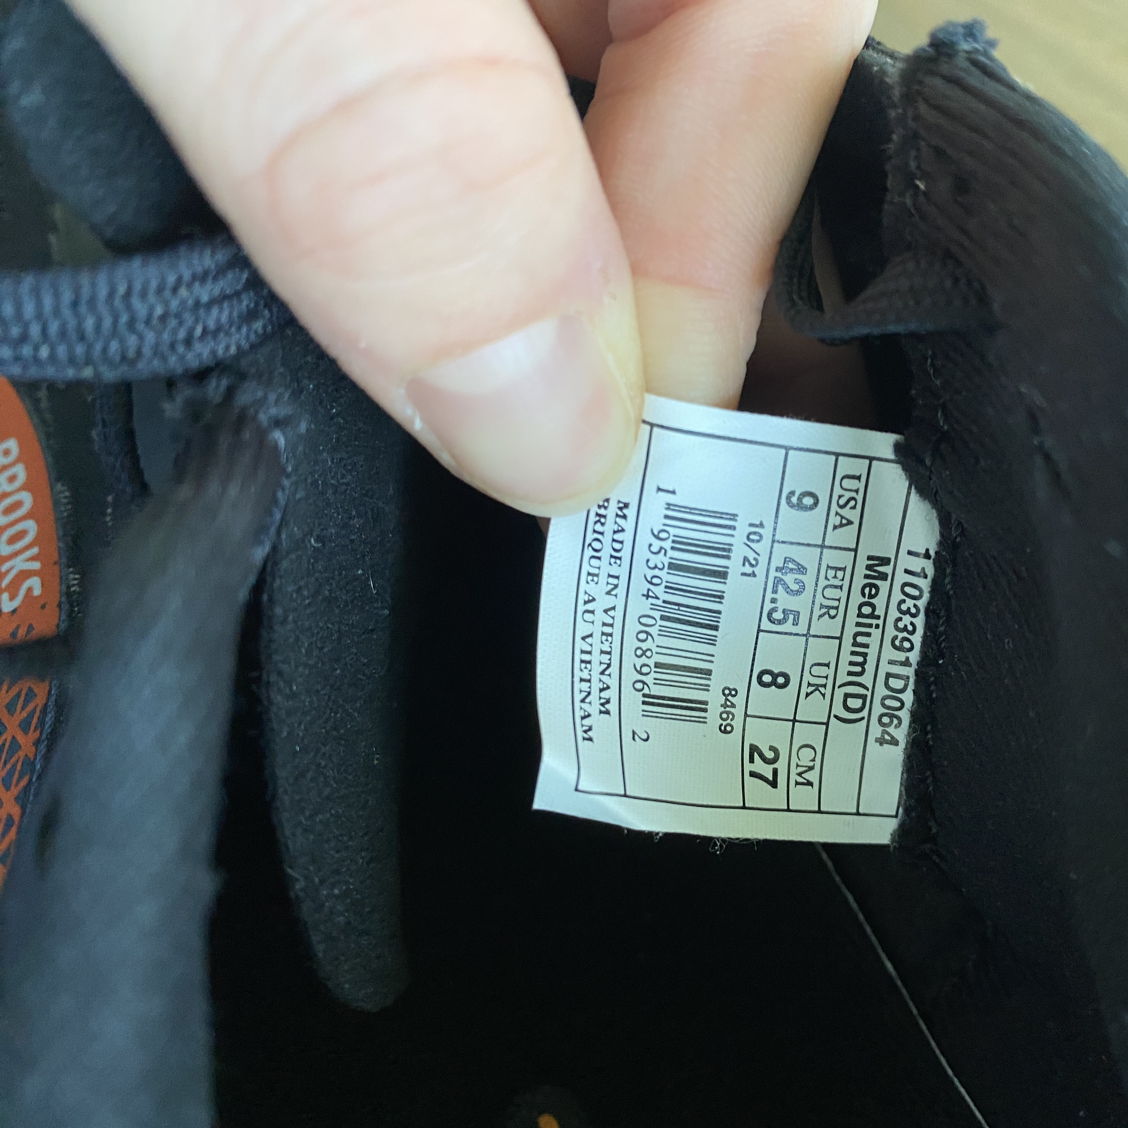 1103391D064
Medium(D)
USA EUR UK CM
9 42.5 8 27
10/21 8469
1 95394 06896 2
MADE IN VIETNAM
BRIQUE AU VIETNAM
BROOKS